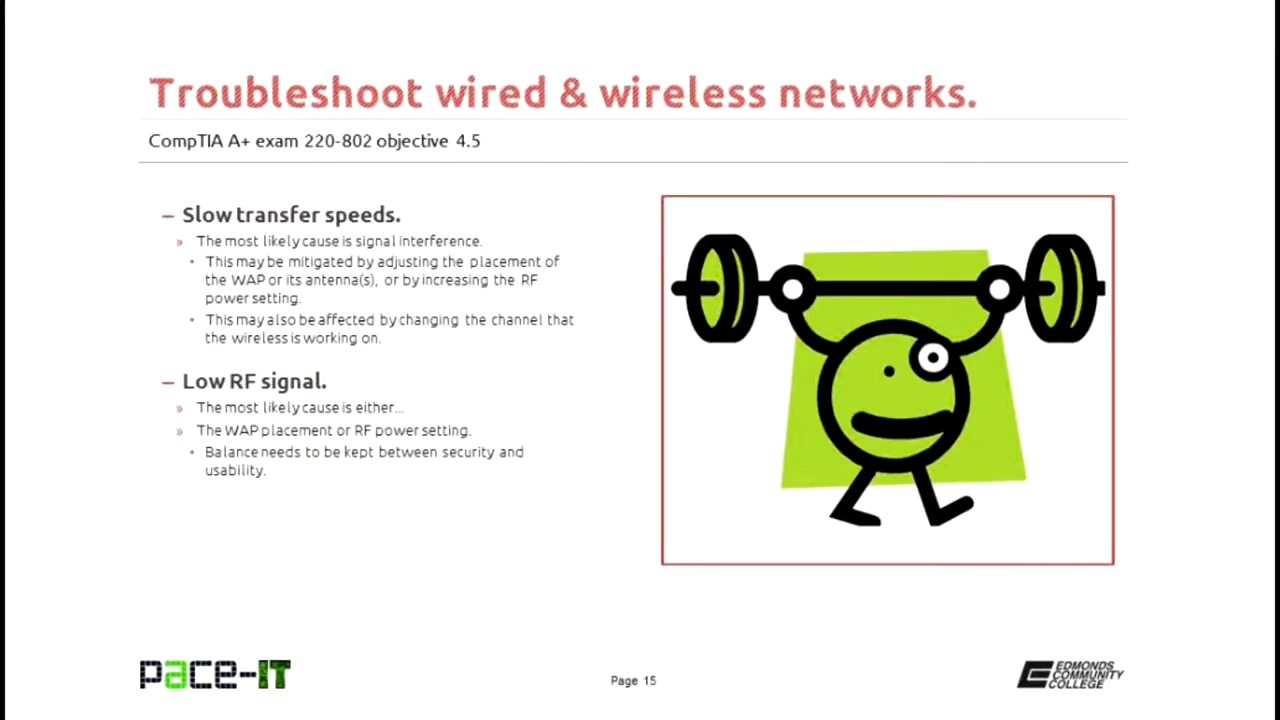 Troubleshoot wired & wireless networks.
CompTIA A+ exam 220-802 objective 4.5
– Slow transfer speeds.
» The most likely cause is signal interference.
• This may be mitigated by adjusting the placement of
the WAP or its antenna(s), or by increasing the RF
power setting.
• This may also be affected by changing the channel that
the wireless is working on.
– Low RF signal.
» The most likely cause is either…
» The WAP placement or RF power setting.
• Balance needs to be kept between security and
usability.
pace-IT
Page 15
EDMONDS
COMMUNITY
COLLEGE